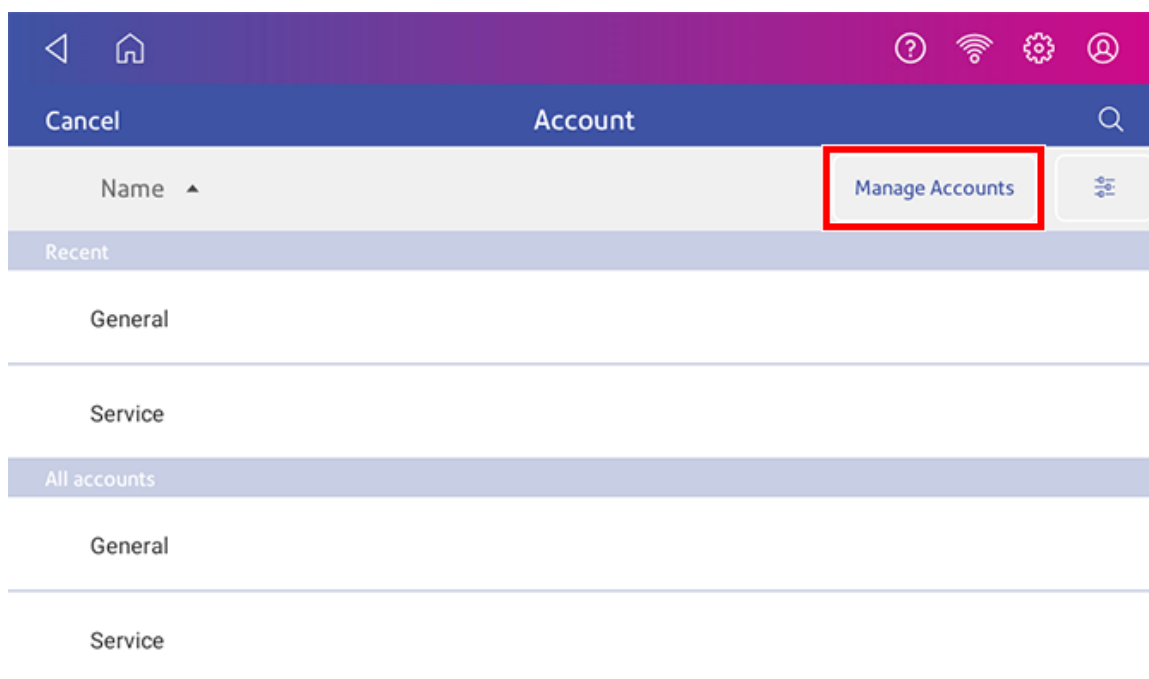 Cancel Account
Name Manage Accounts
Recent
General
Service
All accounts
General
Service